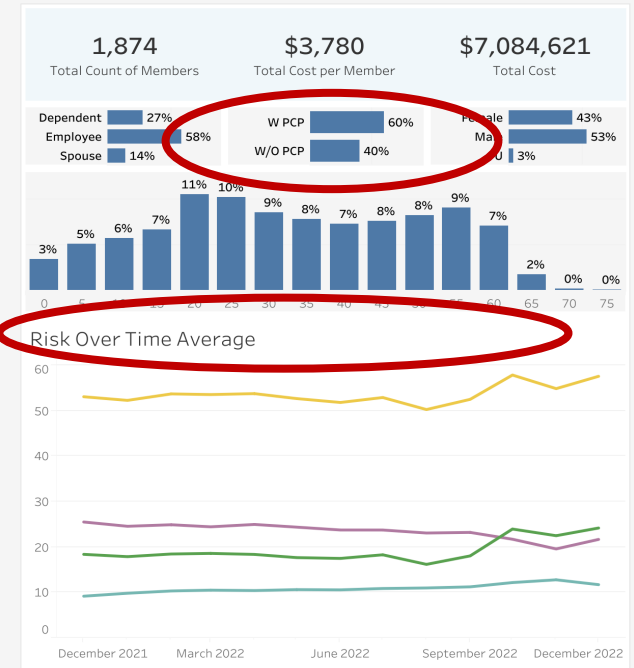 1,874 $3,780 $7,084,621
Total Count of Members Total Cost per Member Total Cost
Dependent 27%
Employee 58%
Spouse 14%
W PCP 60%
W/O PCP 40%
43%
53%
U 3%
3% 5% 6% 7% 11% 10% 9% 8% 7% 8% 8% 9% 7% 2% 0% 0%
0 20 25 30 35 40 45 60 65 70 75
Risk Over Time Average
60
50
40
30
20
10
0
December 2021 March 2022 June 2022 September 2022 December 2022